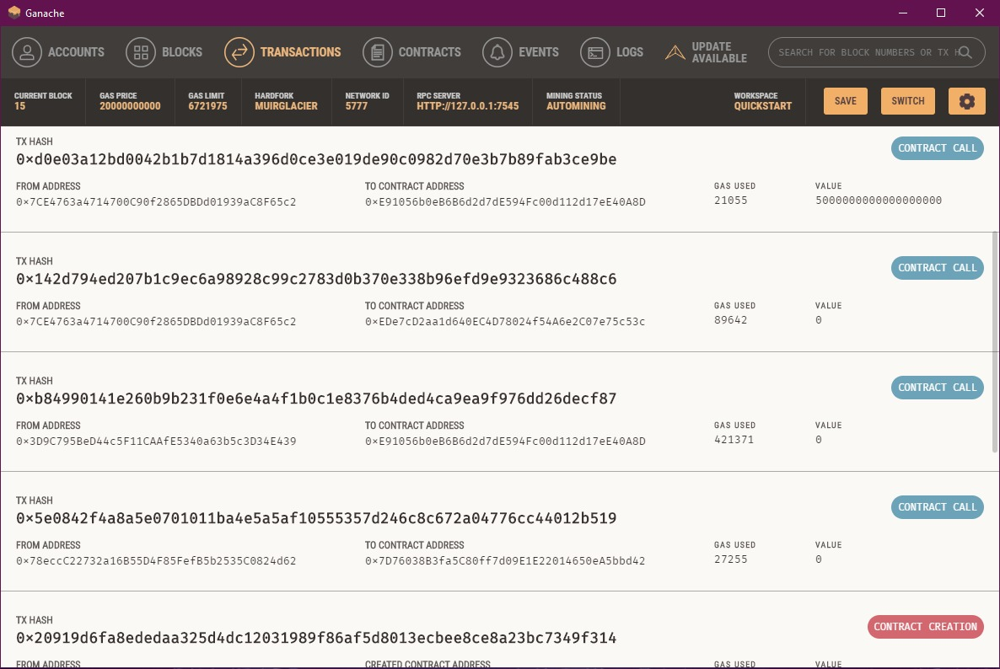 Ganache
ACCOUNTS
BLOCKS
TRANSACTIONS
CONTRACTS
EVENTS
LOGS
UPDATE AVAILABLE
SEARCH FOR BLOCK NUMBERS OR TX H
CURRENT BLOCK
15
GAS PRICE
20000000000
GAS LIMIT
6721975
HARDFORK
MUIRGLACIER
NETWORK ID
5777
RPC SERVER
HTTP://127.0.0.1:7545
MINING STATUS
AUTOMINING
WORKSPACE
QUICKSTART
SAVE
SWITCH
TX HASH
0×d0e03a12bd0042b1b7d1814a396d0ce3e019de90c0982d70e3b7b89fab3ce9be
CONTRACT CALL
FROM ADDRESS
0×7CE4763a4714700C90f2865DBDd01939aC8F65c2
TO CONTRACT ADDRESS
0×E91056b0eB6B6d2d7dE594Fc00d112d17eE40A8D
GAS USED
21055
VALUE
5000000000000000000
TX HASH
0×142d794ed207b1c9ec6a98928c99c2783d0b370e338b96efd9e9323686c488c6
CONTRACT CALL
FROM ADDRESS
0×7CE4763a4714700C90f2865DBDd01939aC8F65c2
TO CONTRACT ADDRESS
0×EDe7cD2aa1d640EC4D78024f54A6e2C07e75c53c
GAS USED
89642
VALUE
0
TX HASH
0×b84990141e260b9b231f0e6e4a4f1b0c1e8376b4ded4ca9ea9f976dd26decf87
CONTRACT CALL
FROM ADDRESS
0×3D9C795BeD44c5F11CAAfE5340a63b5c3D34E439
TO CONTRACT ADDRESS
0×E91056b0eB6B6d2d7dE594Fc00d112d17eE40A8D
GAS USED
421371
VALUE
0
TX HASH
0×5e0842f4a8a5e0701011ba4e5a5af10555357d246c8c672a04776cc44012b519
CONTRACT CALL
FROM ADDRESS
0×78eccC22732a16B55D4F85FefB5b2535C0824d62
TO CONTRACT ADDRESS
0×7D76038B3fa5C80ff7d09E1E22014650eA5bbd42
GAS USED
27255
VALUE
0
TX HASH
0×20919d6fa8ededaa325d4dc12031989f86af5d8013ecbee8ce8a23bc7349f314
CONTRACT CREATION
FROM ADDRESS
CREATED CONTRACT ADDRESS
GAS USED
VALUE